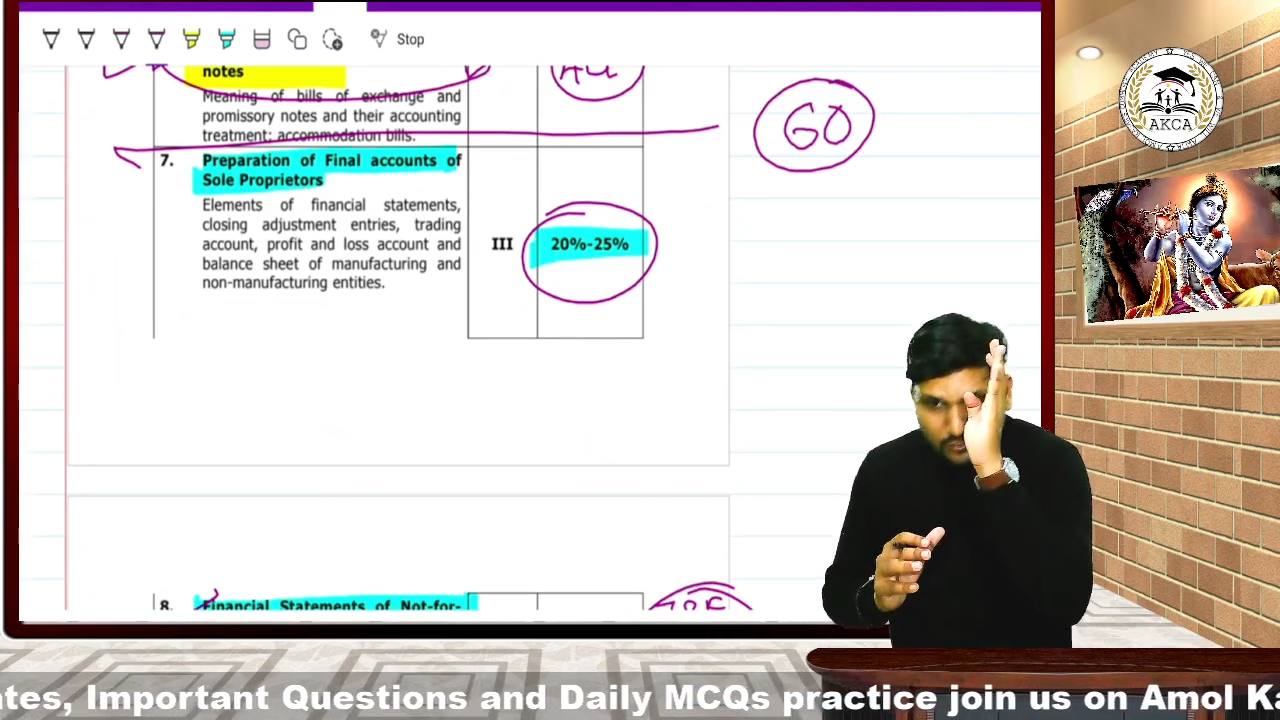 Stop
notes
Meaning of bills of exchange and
promissory notes and their accounting
treatment; accommodation bills.
60
7. Preparation of Final accounts of
Sole Proprietors
Elements of financial statements,
closing adjustment entries, trading
account, profit and loss account and
balance sheet of manufacturing and
non-manufacturing entities.
III 20%-25%
8. Financial Statements of Not-for-
AKCA
Important Questions and Daily MCQs practice join us on Amol